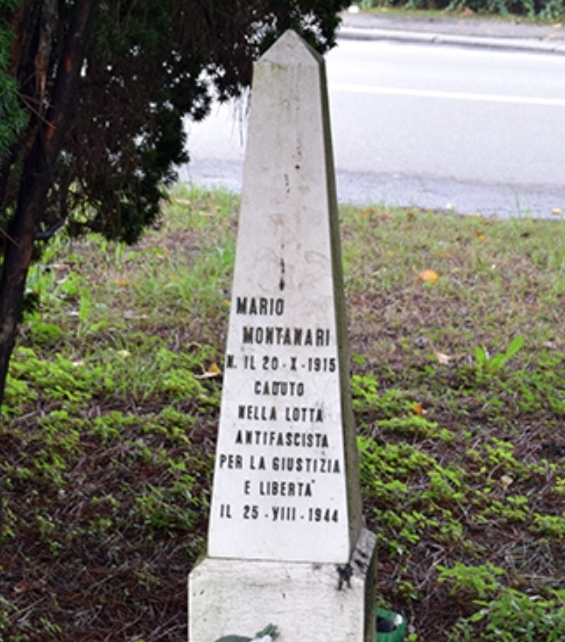 MARIO
MONTANARI
N. IL 20-X-1915
CADUTO
NELLA LOTTA
ANTIFASCISTA
PER LA GIUSTIZIA
E LIBERTA'
IL 25-VIII-1944